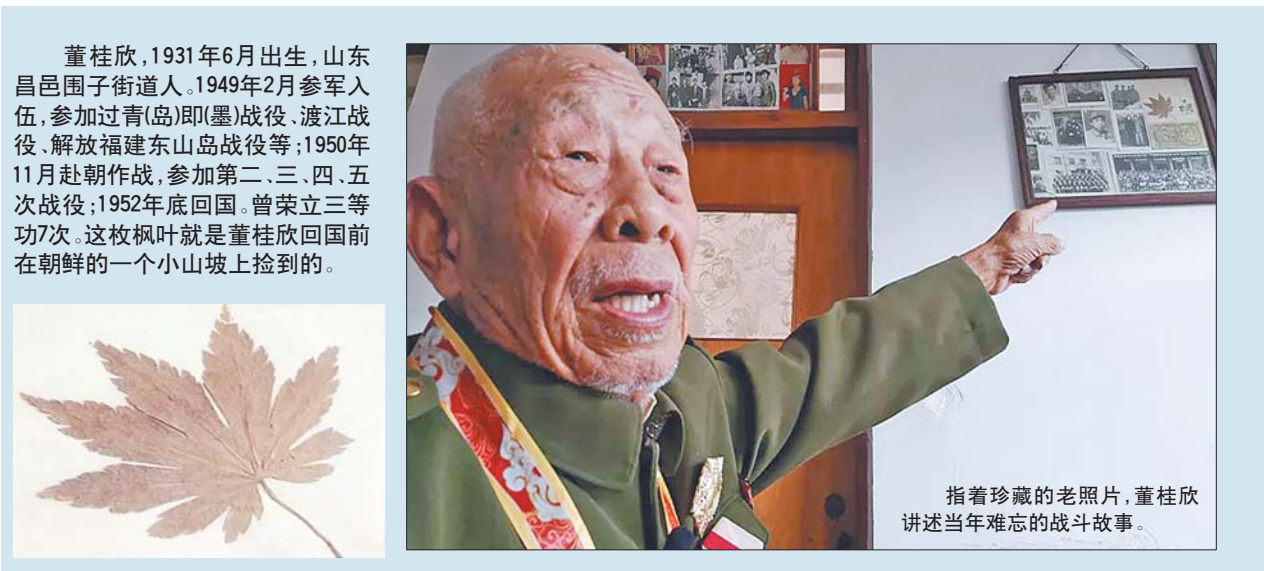 董桂欣,1931年6月出生,山东
昌邑围子街道人。1949年2月参军入
伍,参加过青(岛)即(墨)战役、渡江战
役、解放福建东山岛战役等;1950年
11月赴朝作战,参加第二、三、四、五
次战役;1952年底回国。曾荣立三等
功7次。这枚枫叶就是董桂欣回国前
在朝鲜的一个小山坡上捡到的。
指着珍藏的老照片,董桂欣
讲述当年难忘的战斗故事。